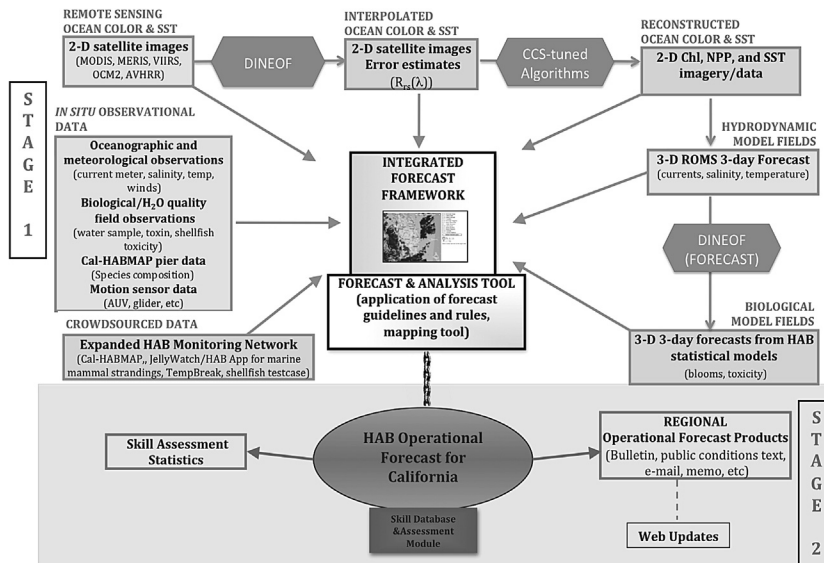 REMOTE SENSING
OCEAN COLOR & SST
2-D satellite images
(MODIS, MERIS, VIIRS,
OCM2, AVHRR)
DINEOF
INTERPOLATED
OCEAN COLOR & SST
2-D satellite images
Error estimates
(Rrs(λ))
CCS-tuned
Algorithms
RECONSTRUCTED
OCEAN COLOR & SST
2-D Chl, NPP, and SST
imagery/data
STAGE 1
IN SITU OBSERVATIONAL
DATA
Oceanographic and
meteorological observations
(current meter, salinity, temp,
winds)
Biological/H2O quality
field observations
(water sample, toxin, shellfish
toxicity)
Cal-HABMAP pier data
(Species composition)
Motion sensor data
(AUV, glider, etc)
INTEGRATED
FORECAST
FRAMEWORK
FORECAST & ANALYSIS TOOL
(application of forecast
guidelines and rules,
mapping tool)
HYDRODYNAMIC
MODEL FIELDS
3-D ROMS 3-day Forecast
(currents, salinity, temperature)
DINEOF
(FORECAST)
BIOLOGICAL
MODEL FIELDS
3-D 3-day forecasts from HAB
statistical models
(blooms, toxicity)
CROWDSOURCED DATA
Expanded HAB Monitoring Network
(Cal-HABMAP,, JellyWatch/HAB App for marine
mammal strandings, TempBreak, shellfish testcase)
Skill Assessment
Statistics
HAB Operational
Forecast for
California
Skill Database
&Assessment
Module
REGIONAL
Operational Forecast Products
(Bulletin, public conditions text,
e-mail, memo, etc)
Web Updates
STAGE 2